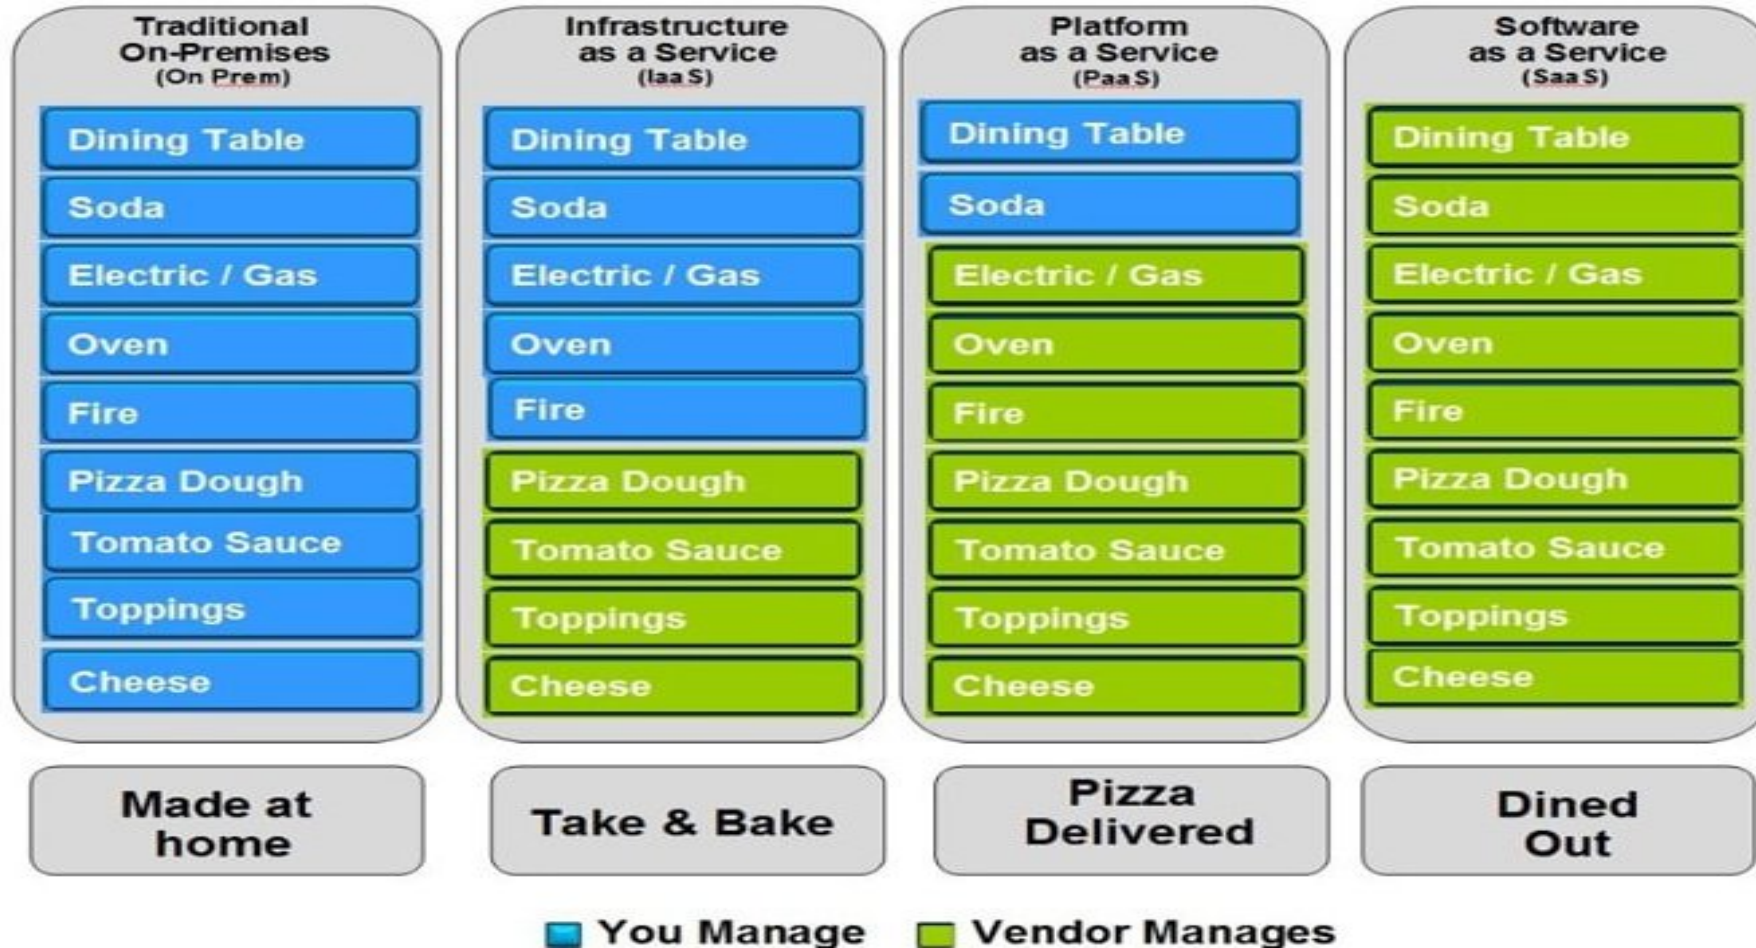 Traditional
On-Premises
(On Prem)
Dining Table
Soda
Electric / Gas
Oven
Fire
Pizza Dough
Tomato Sauce
Toppings
Cheese
Made at
home
Infrastructure
as a Service
(IaaS)
Dining Table
Soda
Electric / Gas
Oven
Fire
Pizza Dough
Tomato Sauce
Toppings
Cheese
Take & Bake
Platform
as a Service
(PaaS)
Dining Table
Soda
Electric / Gas
Oven
Fire
Pizza Dough
Tomato Sauce
Toppings
Cheese
Pizza
Delivered
Software
as a Service
(SaaS)
Dining Table
Soda
Electric / Gas
Oven
Fire
Pizza Dough
Tomato Sauce
Toppings
Cheese
Dined
Out
You Manage
Vendor Manages